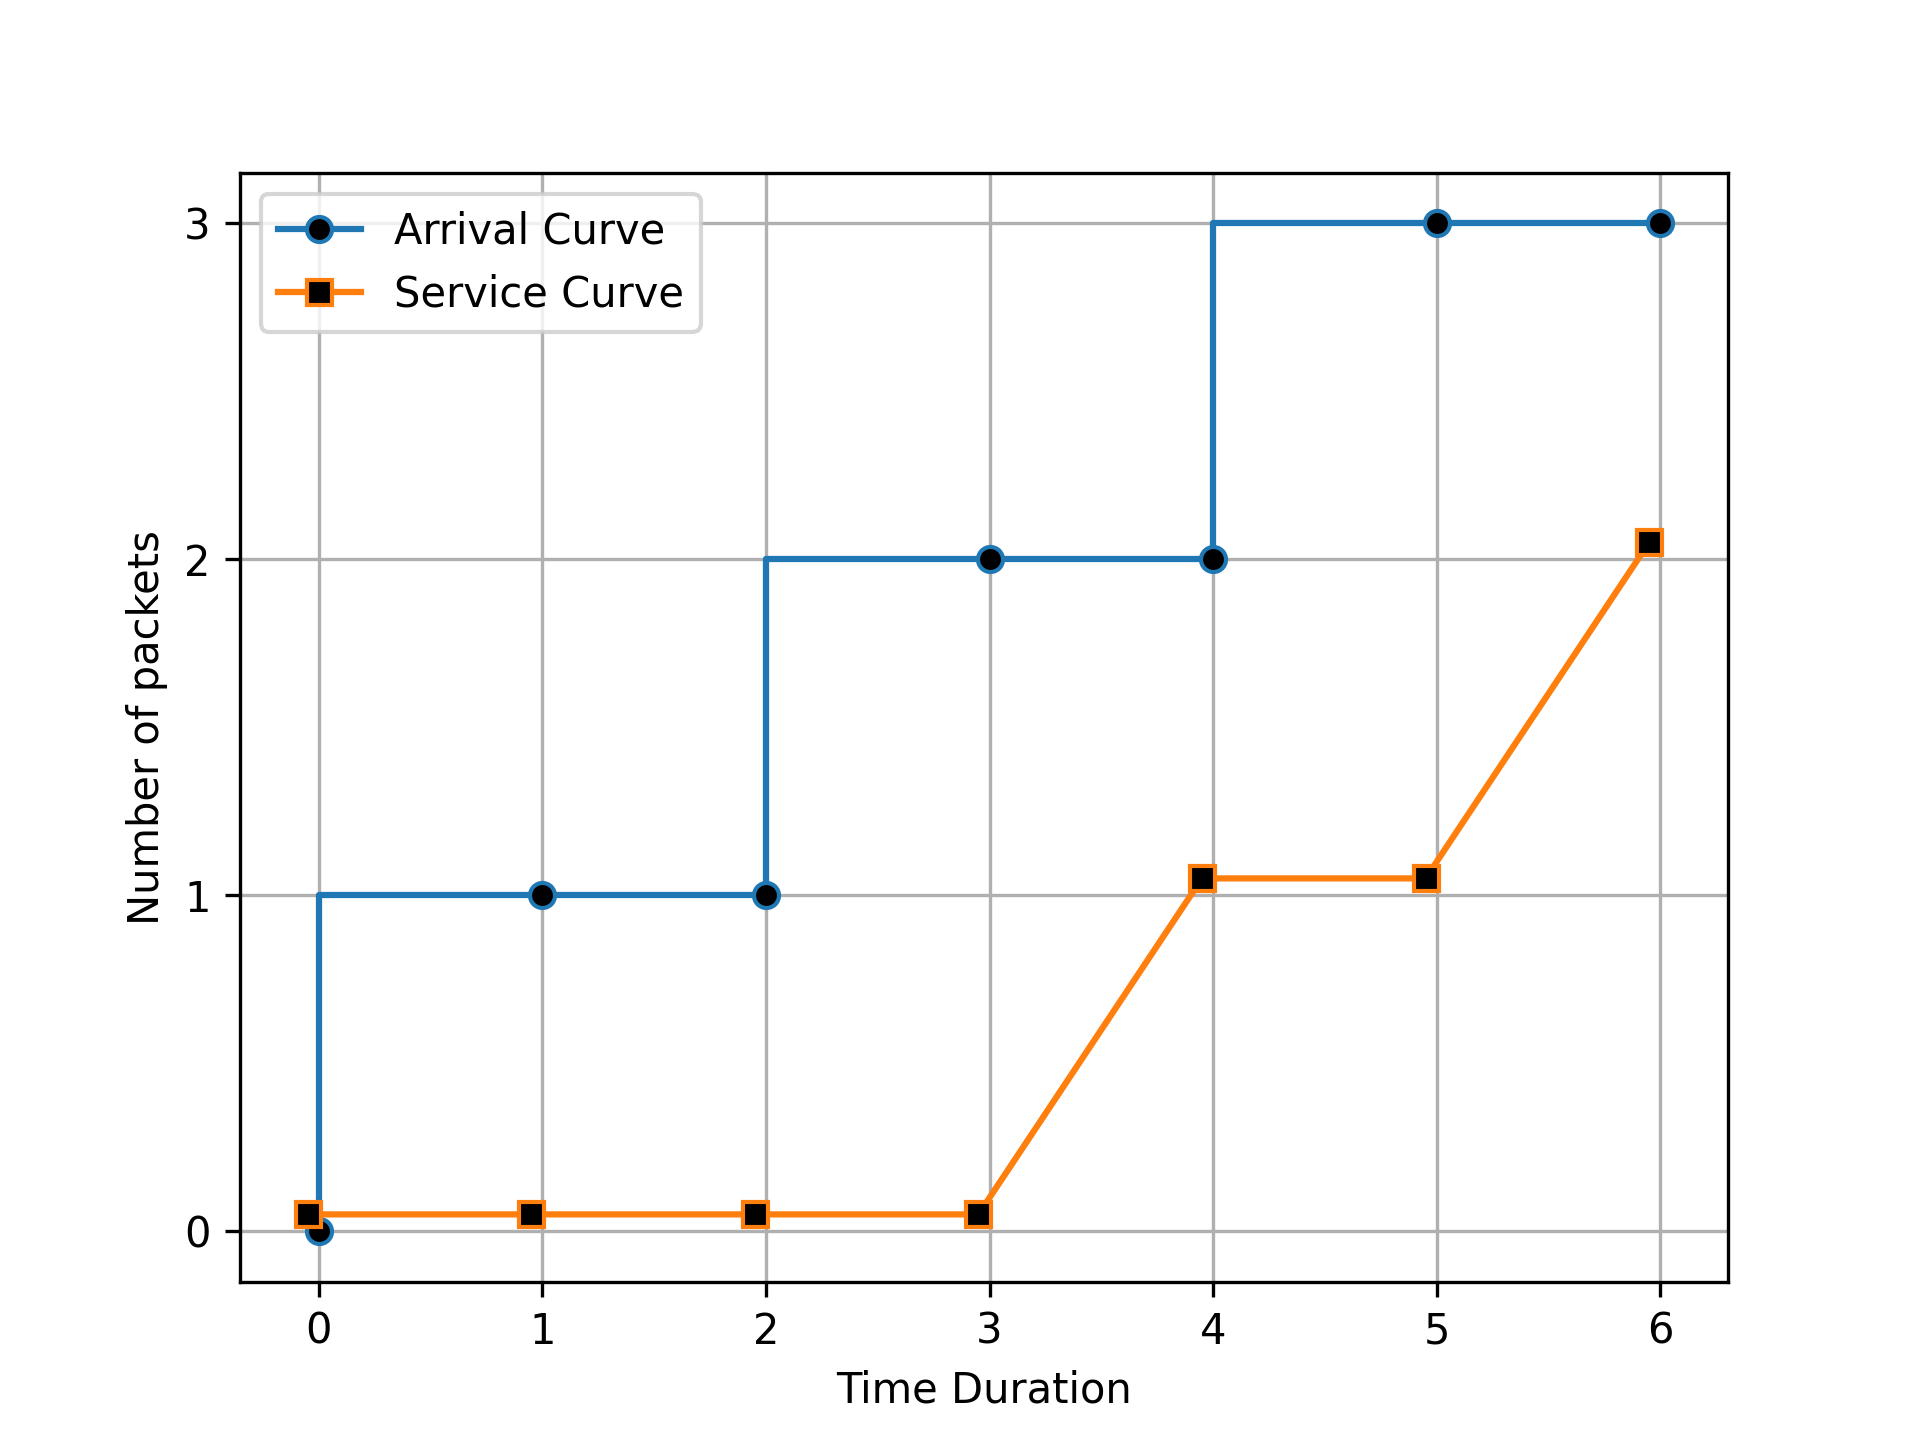 Arrival Curve
Service Curve
3
2
1
0
Number of packets
0 1 2 3 4 5 6
Time Duration